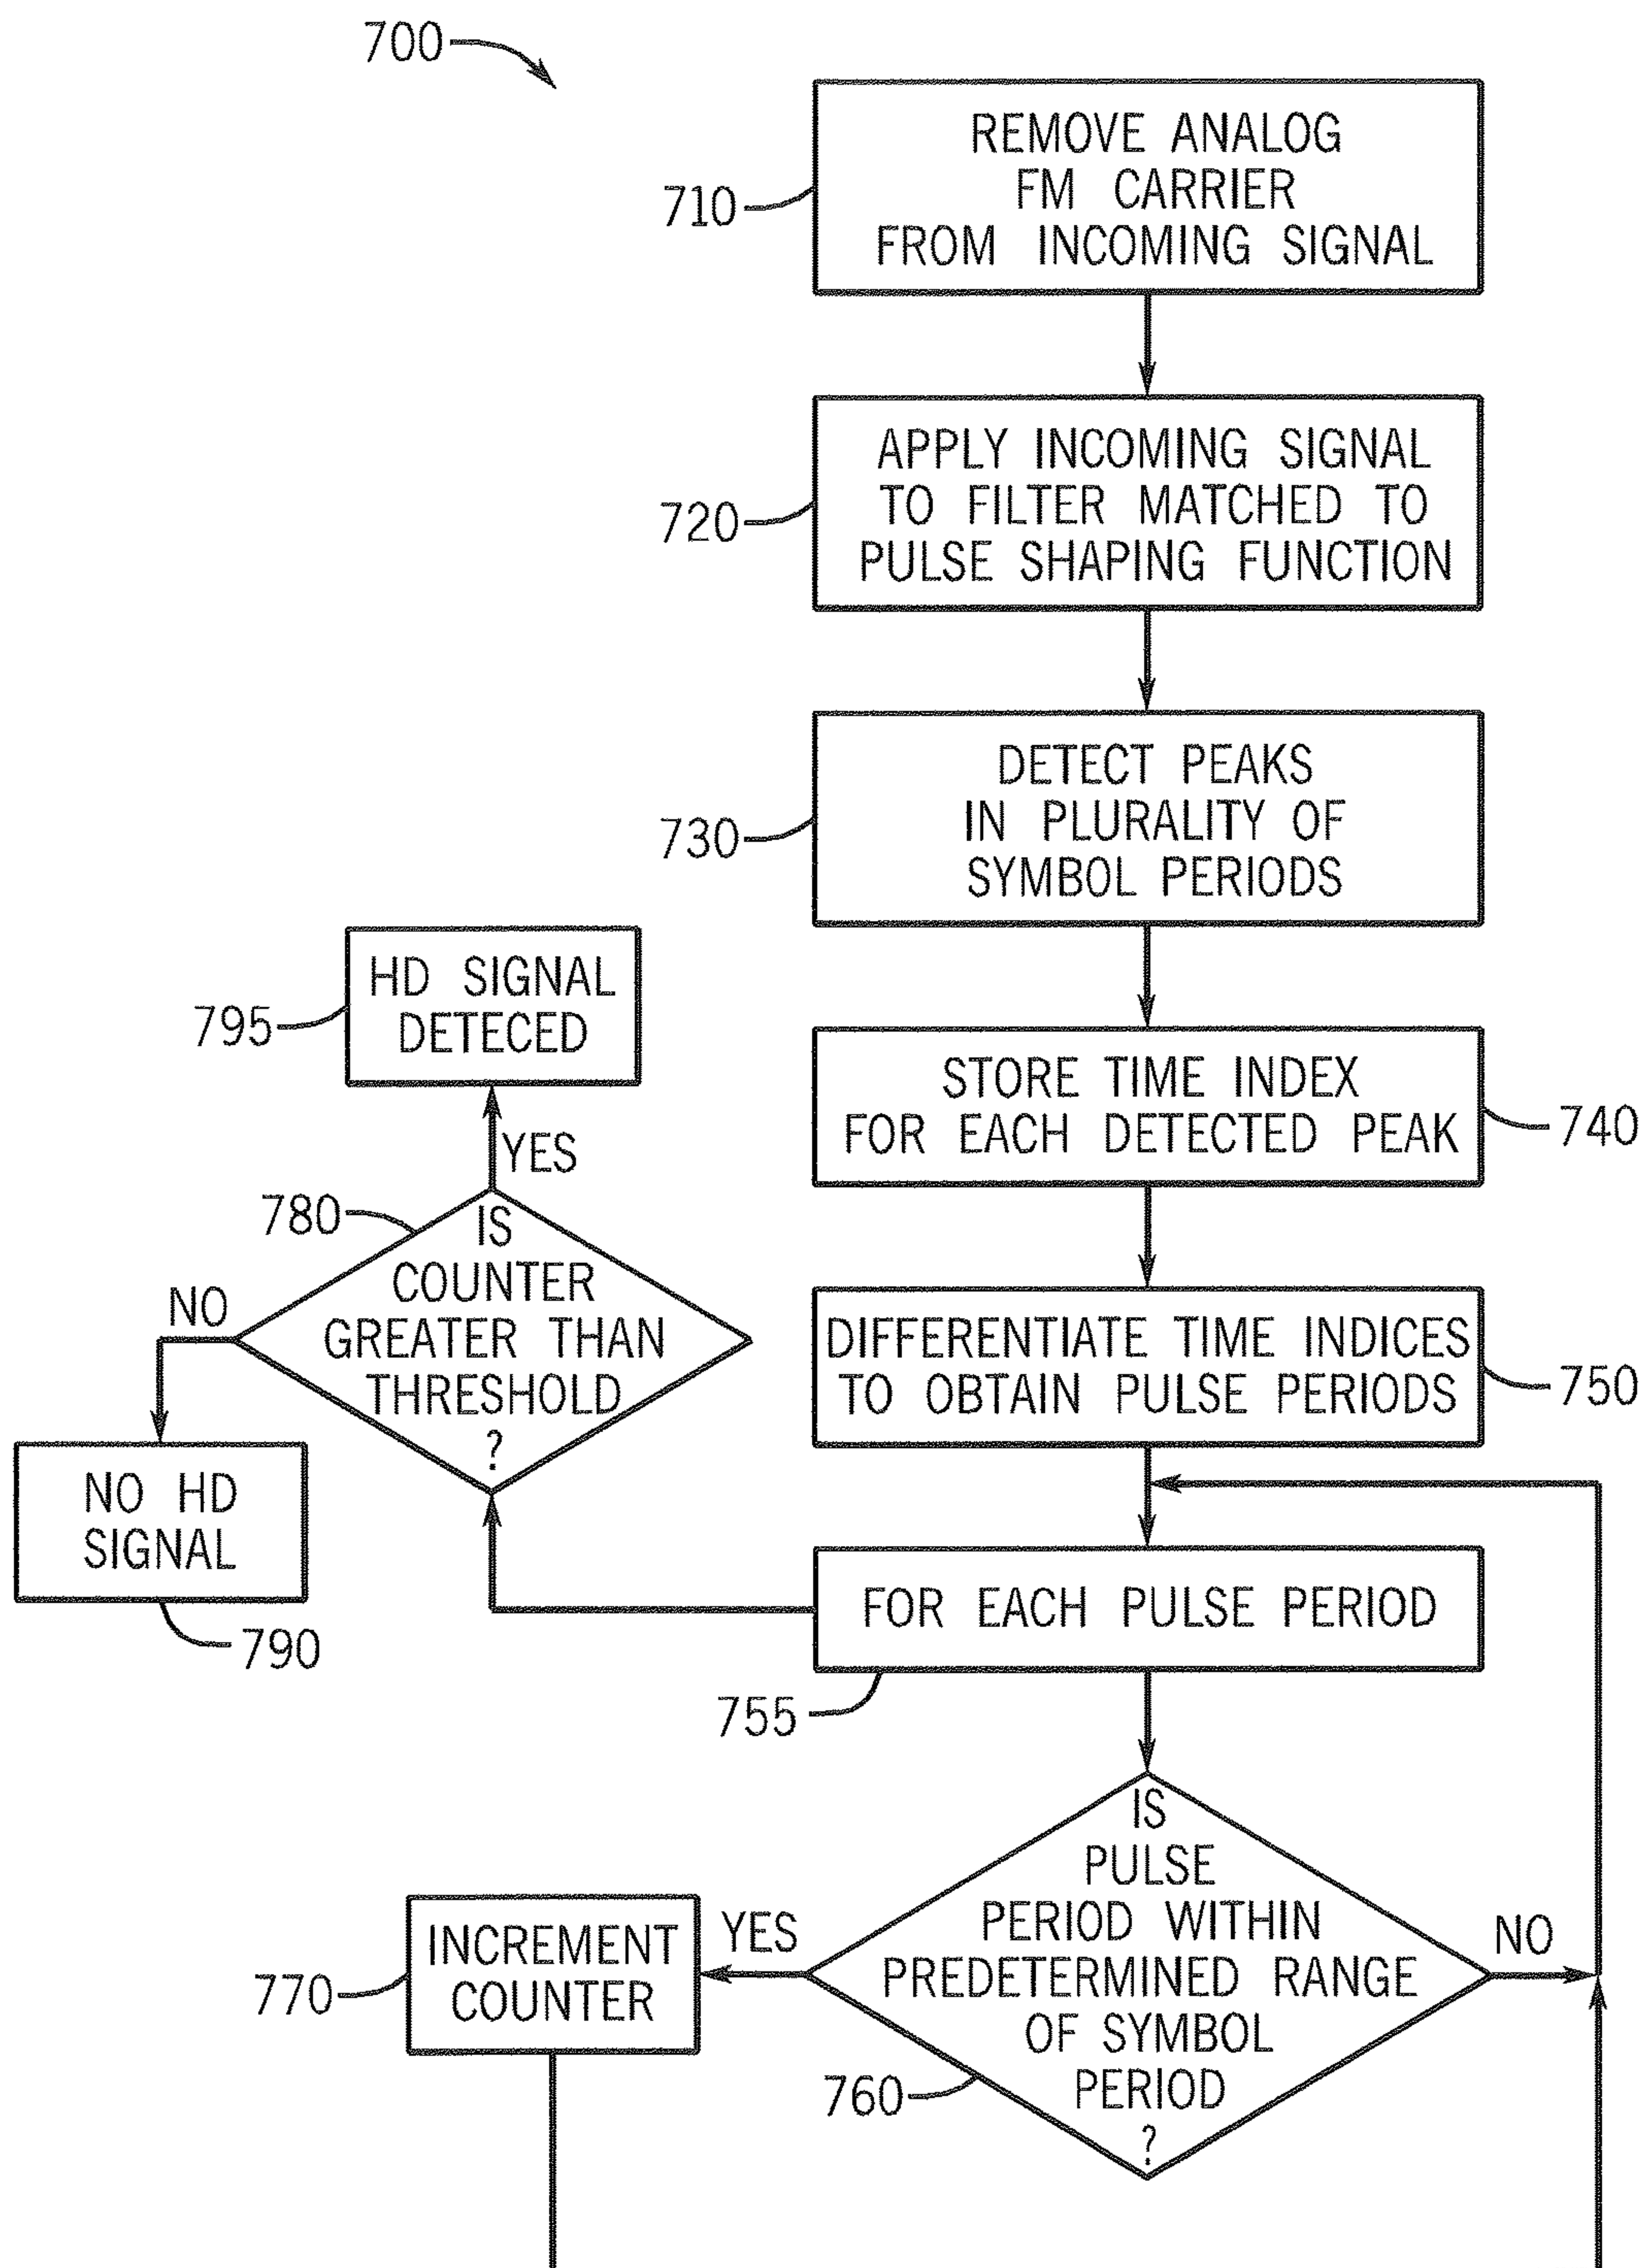 700
REMOVE ANALOG
FM CARRIER
FROM INCOMING SIGNAL
710
APPLY INCOMING SIGNAL
TO FILTER MATCHED TO
PULSE SHAPING FUNCTION
720
DETECT PEAKS
IN PLURALITY OF
SYMBOL PERIODS
730
HD SIGNAL
DETECED
795
STORE TIME INDEX
FOR EACH DETECTED PEAK
740
YES
780
IS
COUNTER
GREATER THAN
THRESHOLD
?
NO
DIFFERENTIATE TIME INDICES
TO OBTAIN PULSE PERIODS
750
NO HD
SIGNAL
790
FOR EACH PULSE PERIOD
755
IS
PULSE
PERIOD WITHIN
PREDETERMINED RANGE
OF SYMBOL
PERIOD
?
YES
NO
INCREMENT
COUNTER
770
760